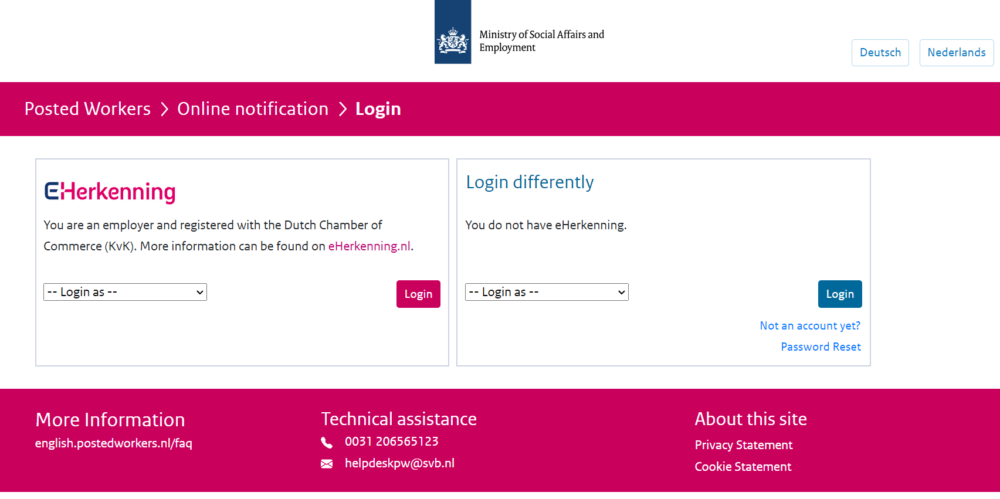 Ministry of Social Affairs and
Employment
Deutsch
Nederlands
Posted Workers > Online notification > Login
eHerkenning
You are an employer and registered with the Dutch Chamber of
Commerce (KvK). More information can be found on eHerkenning.nl.
-- Login as --
Login
Login differently
You do not have eHerkenning.
-- Login as --
Login
Not an account yet?
Password Reset
More Information
english.postedworkers.nl/faq
Technical assistance
0031 206565123
helpdeskpw@svb.nl
About this site
Privacy Statement
Cookie Statement